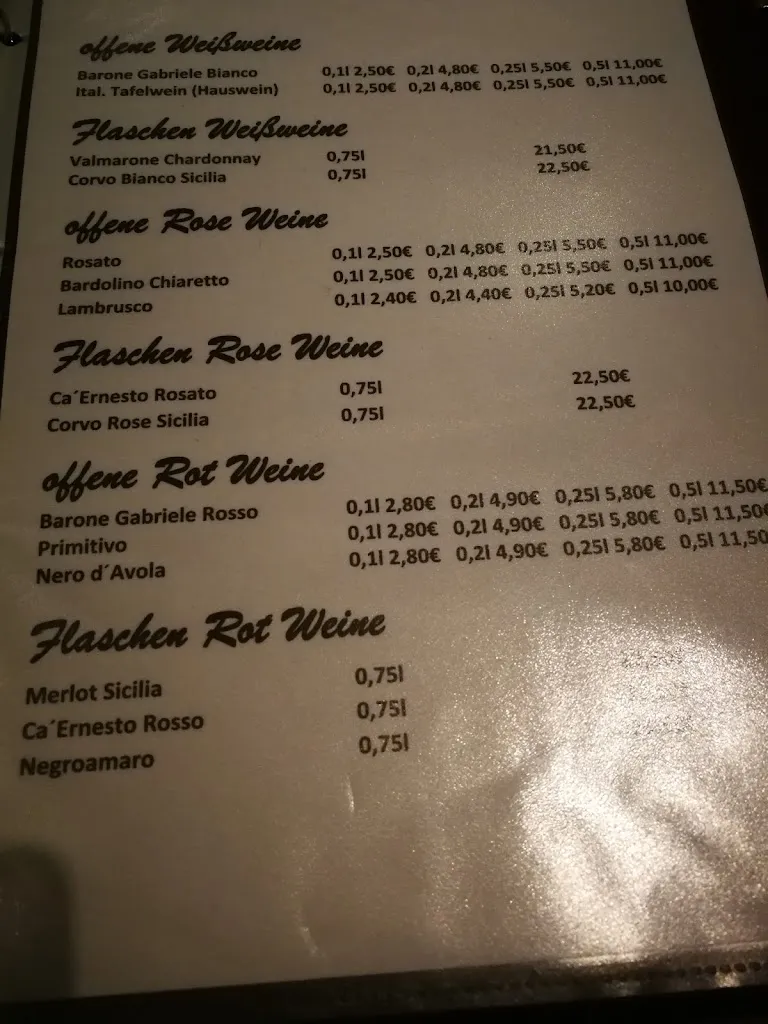 offene Weißweine
Barone Gabriele Bianco 0,1l 2,50€ 0,2l 4,80€ 0,25l 5,50€ 0,5l 11,00€
Ital. Tafelwein (Hauswein) 0,1l 2,50€ 0,2l 4,80€ 0,25l 5,50€ 0,5l 11,00€
Flaschen Weißweine
Valmarone Chardonnay 0,75l 21,50€
Corvo Bianco Sicilia 0,75l 22,50€
offene Rose Weine
Rosato 0,1l 2,50€ 0,2l 4,80€ 0,25l 5,50€ 0,5l 11,00€
Bardolino Chiaretto 0,1l 2,50€ 0,2l 4,80€ 0,25l 5,50€ 0,5l 11,00€
Lambrusco 0,1l 2,40€ 0,2l 4,40€ 0,25l 5,20€ 0,5l 10,00€
Flaschen Rose Weine
Ca´Ernesto Rosato 0,75l 22,50€
Corvo Rose Sicilia 0,75l 22,50€
offene Rot Weine
Barone Gabriele Rosso 0,1l 2,80€ 0,2l 4,90€ 0,25l 5,80€ 0,5l 11,50€
Primitivo 0,1l 2,80€ 0,2l 4,90€ 0,25l 5,80€ 0,5l 11,50€
Nero d´Avola 0,1l 2,80€ 0,2l 4,90€ 0,25l 5,80€ 0,5l 11,50
Flaschen Rot Weine
Merlot Sicilia 0,75l
Ca´Ernesto Rosso 0,75l
Negroamaro 0,75l